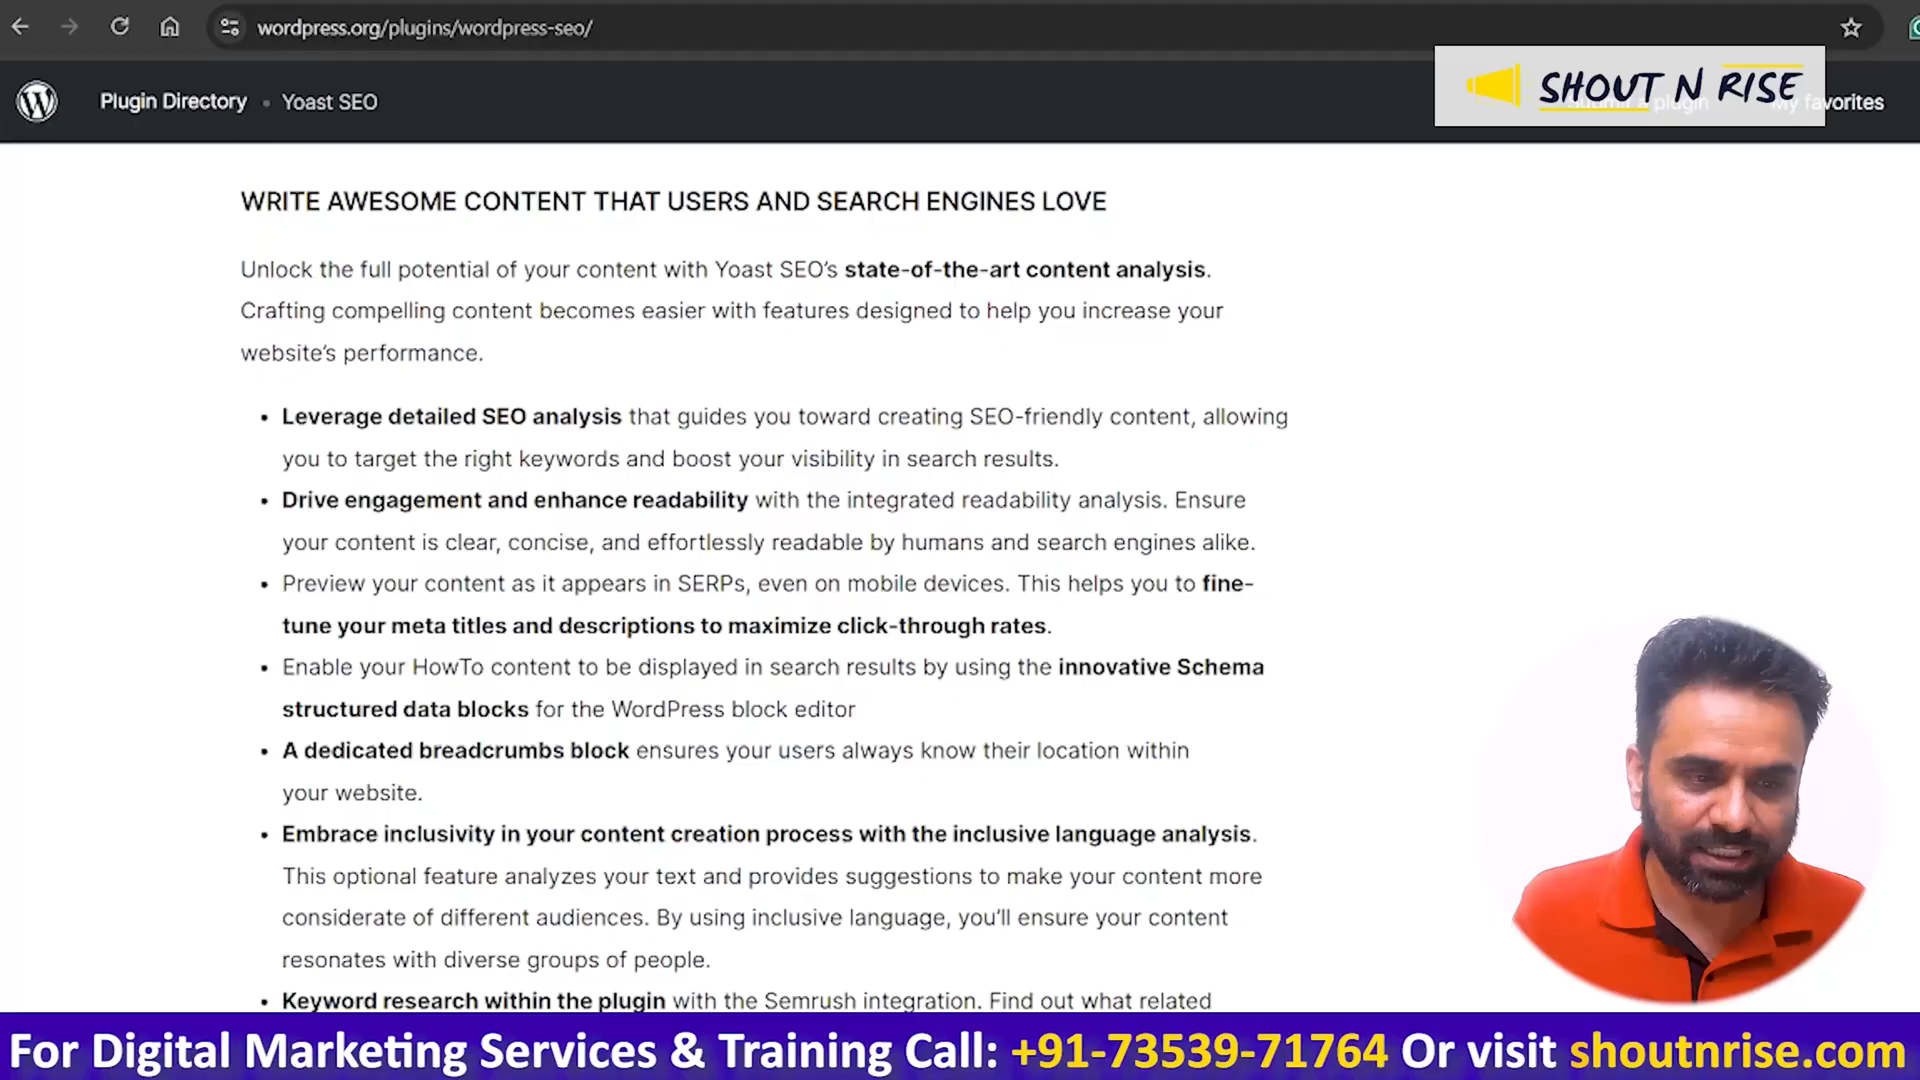 wordpress.org/plugins/wordpress-seo/
SHOUT N RISE
Plugin Directory • Yoast SEO
Submit a plugin My favorites
WRITE AWESOME CONTENT THAT USERS AND SEARCH ENGINES LOVE
Unlock the full potential of your content with Yoast SEO’s state-of-the-art content analysis.
Crafting compelling content becomes easier with features designed to help you increase your
website’s performance.
• Leverage detailed SEO analysis that guides you toward creating SEO-friendly content, allowing
you to target the right keywords and boost your visibility in search results.
• Drive engagement and enhance readability with the integrated readability analysis. Ensure
your content is clear, concise, and effortlessly readable by humans and search engines alike.
• Preview your content as it appears in SERPs, even on mobile devices. This helps you to fine-
tune your meta titles and descriptions to maximize click-through rates.
• Enable your HowTo content to be displayed in search results by using the innovative Schema
structured data blocks for the WordPress block editor
• A dedicated breadcrumbs block ensures your users always know their location within
your website.
• Embrace inclusivity in your content creation process with the inclusive language analysis.
This optional feature analyzes your text and provides suggestions to make your content more
considerate of different audiences. By using inclusive language, you’ll ensure your content
resonates with diverse groups of people.
• Keyword research within the plugin with the Semrush integration. Find out what related
For Digital Marketing Services & Training Call: +91-73539-71764 Or visit shoutnrise.com